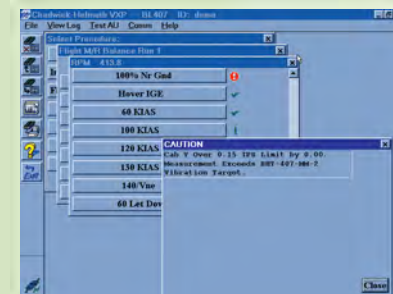 Chadwick-Helmuth VXP - BL407 ID: demo
File View Log Test AU Comm Help
Select Procedure:
Flight M/R Balance Run 1
RPM 413.8
100% Nr Gnd
Hover IGE
60 KIAS
100 KIAS
120 KIAS
130 KIAS
140/Vne
60 Let Dow
CAUTION
Cab Y Over 0.15 IPS Limit by 0.00.
Measurement Exceeds BHT-407-MM-2
Vibration Target.
Close
Exit